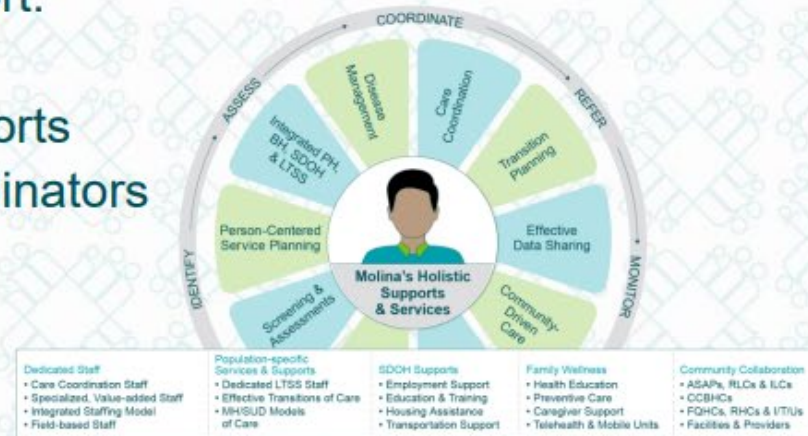 COORDINATE
ASSESS
REFER
IDENTIFY
MONITOR
Disease
Management
Care
Coordination
Integrated PH,
BH, SDOH,
& LTSS
Transition
Planning
Person-Centered
Service Planning
Effective
Data Sharing
Screening &
Assessments
Community-
Driven
Care
Molina's Holistic
Supports
& Services
Dedicated Staff
• Care Coordination Staff
• Specialized, Value-added Staff
• Integrated Staffing Model
• Field-based Staff
Population-specific
Services & Supports
• Dedicated LTSS Staff
• Effective Transitions of Care
• MH/SUD Models
of Care
SDOH Supports
• Employment Support
• Education & Training
• Housing Assistance
• Transportation Support
Family Wellness
• Health Education
• Preventive Care
• Caregiver Support
• Telehealth & Mobile Units
Community Collaboration
• ASAPs, RLCs & ILCs
• CCBHCs
• FQHCs, RHCs & I/T/Us
• Facilities & Providers